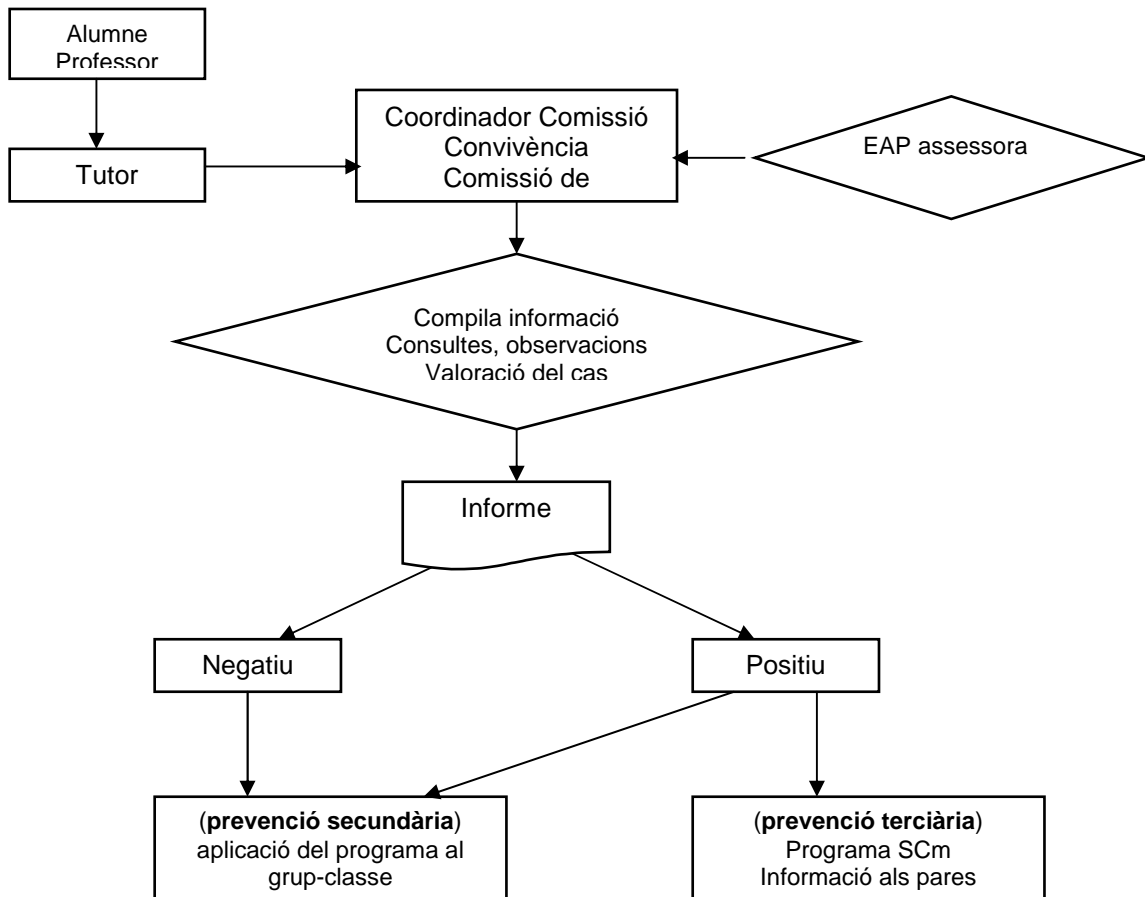 Alumne
Professor
Tutor
Coordinador Comissió
Convivència
Comissió de
EAP assessora
Compila informació
Consultes, observacions
Valoració del cas
Informe
Negatiu
Positiu
(prevenció secundària)
aplicació del programa al
grup-classe
(prevenció terciària)
Programa SCm
Informació als pares